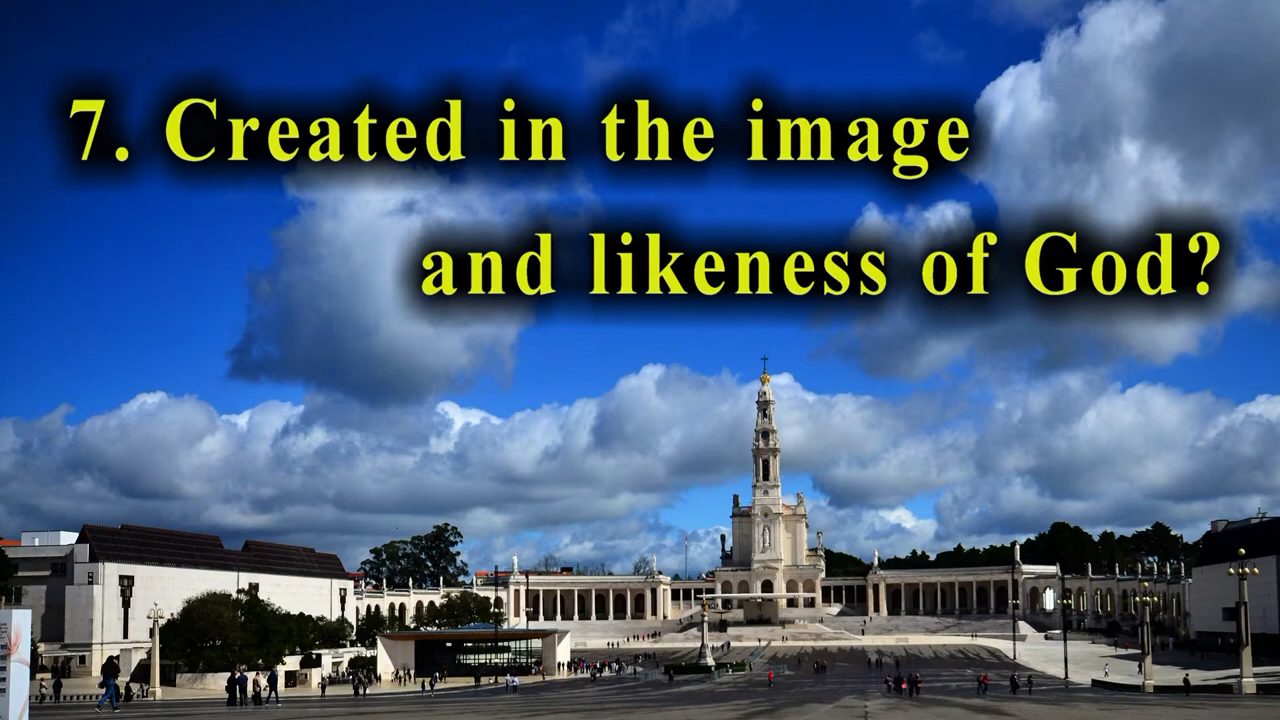 7. Created in the image
and likeness of God?